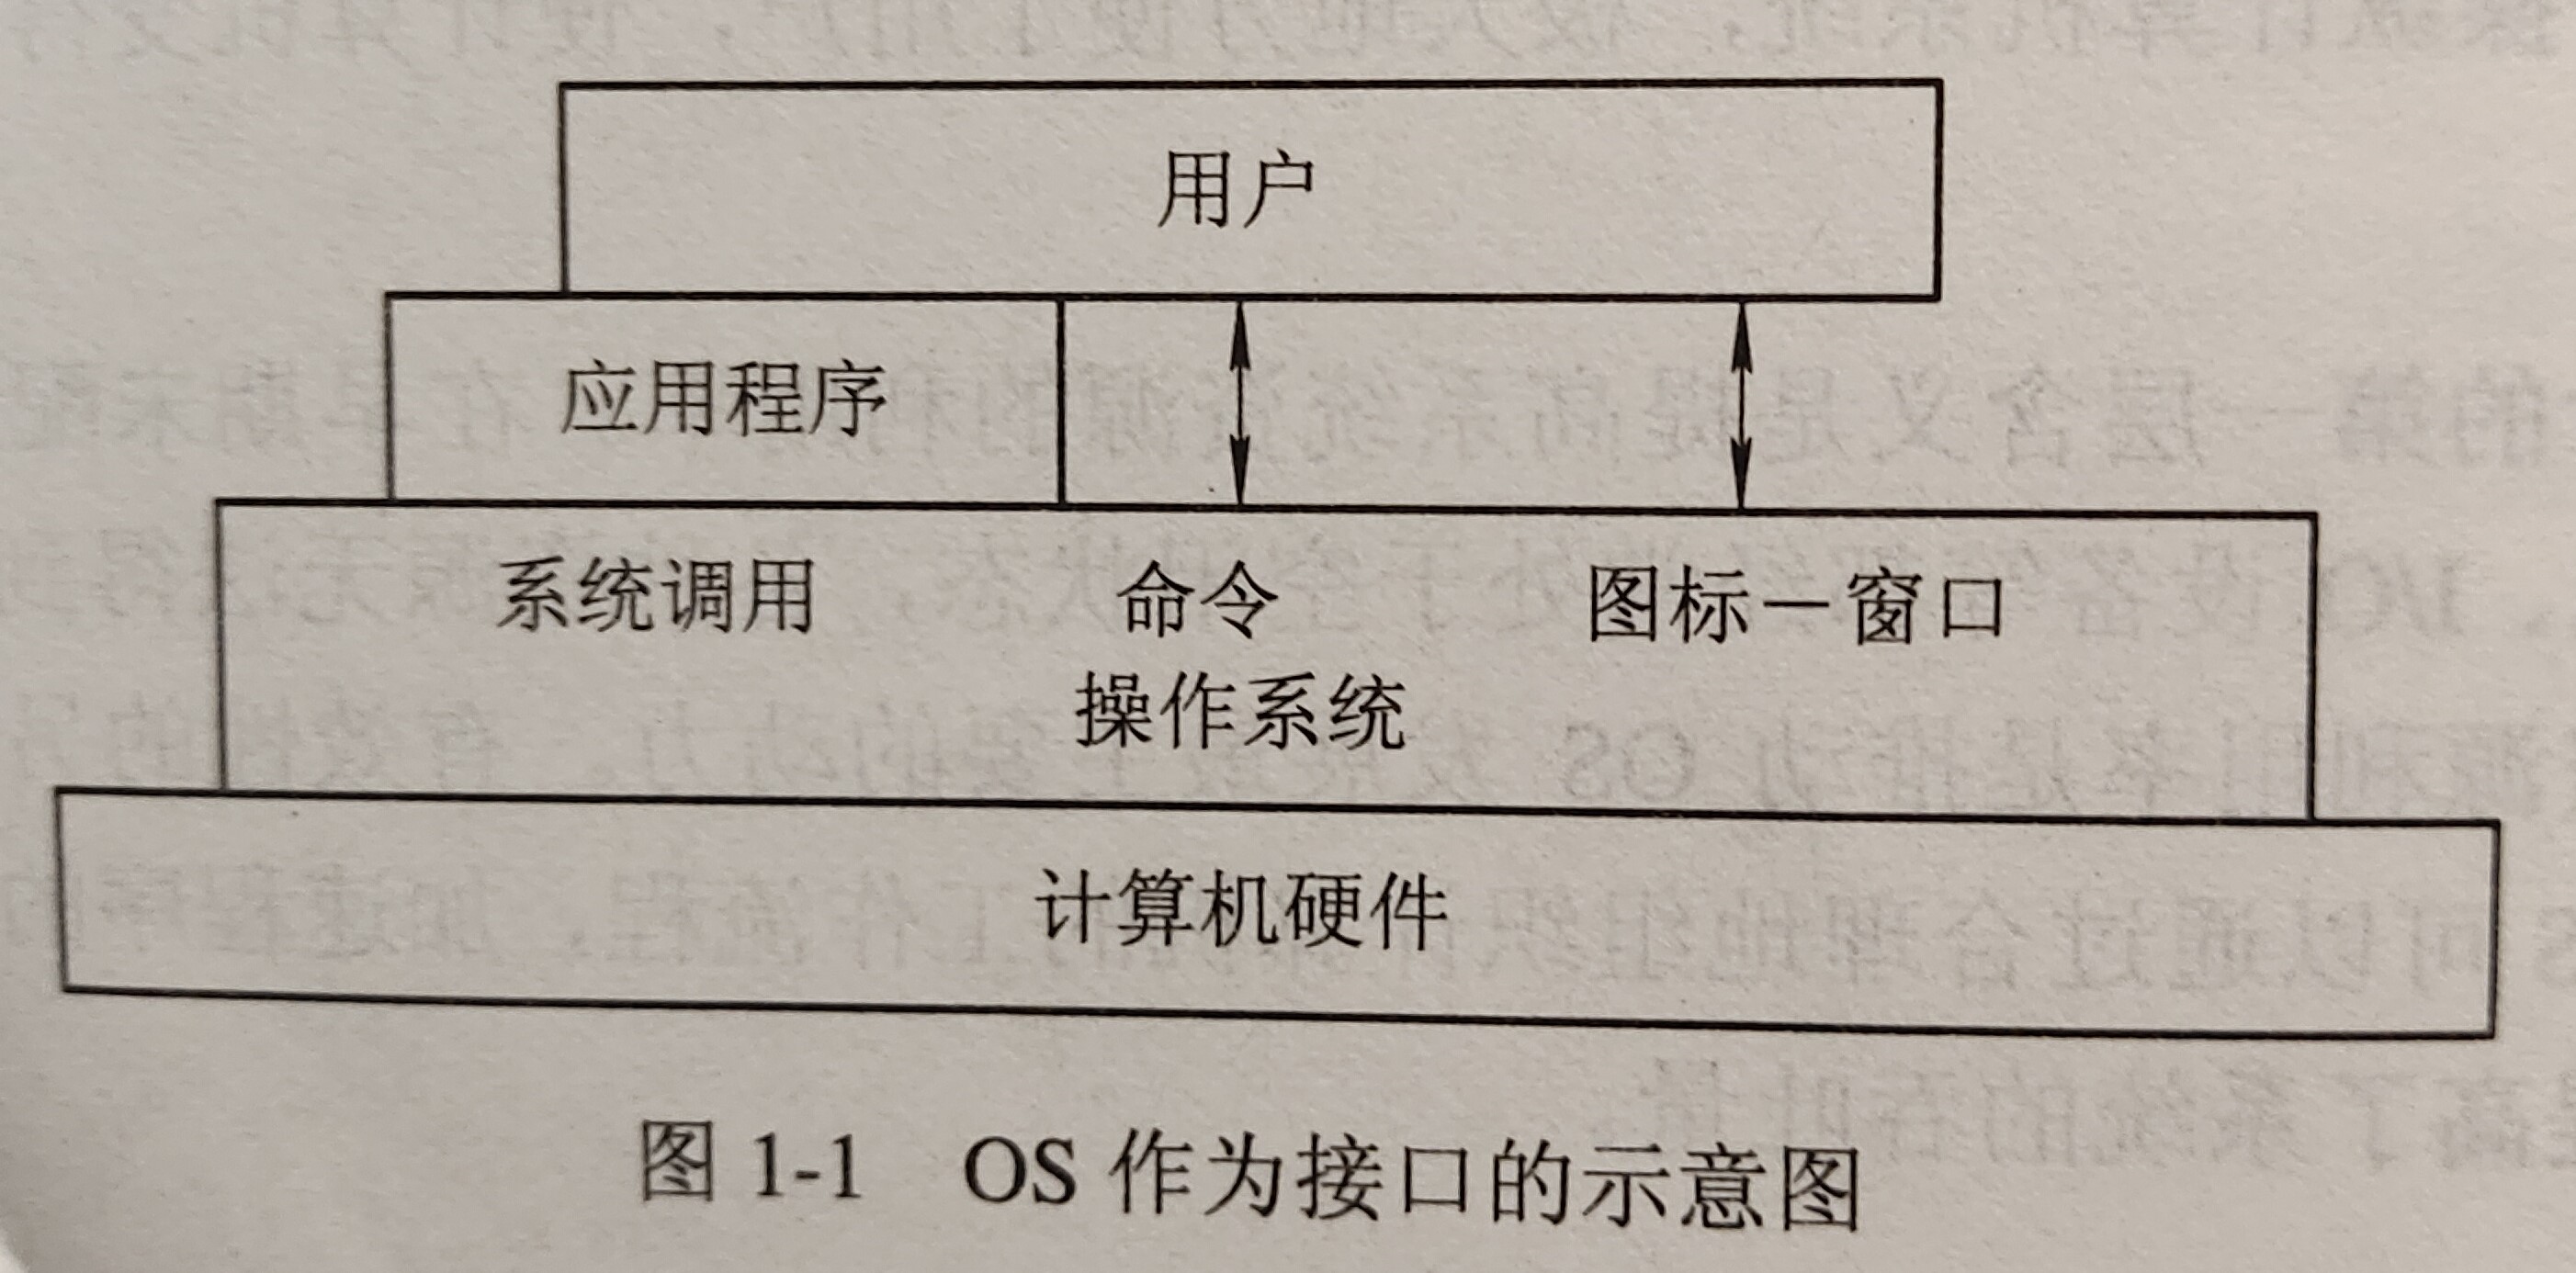 用户
应用程序
系统调用 命令 图标－窗口
操作系统
计算机硬件
图 1-1 OS 作为接口的示意图